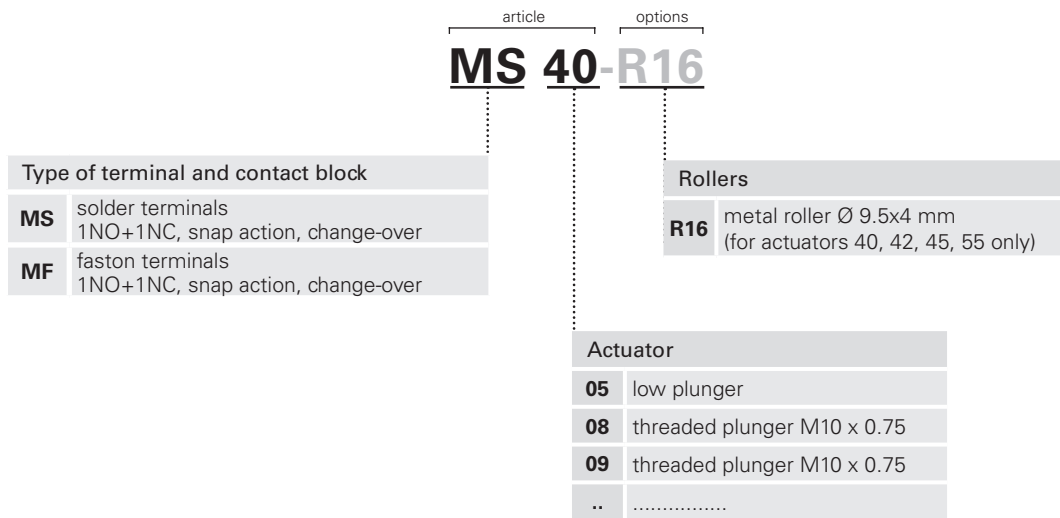 article
options
MS 40-R16
Type of terminal and contact block
MS
solder terminals
1NO+1NC, snap action, change-over
MF
faston terminals
1NO+1NC, snap action, change-over
Rollers
R16
metal roller Ø 9.5x4 mm
(for actuators 40, 42, 45, 55 only)
Actuator
05 low plunger
08 threaded plunger M10 x 0.75
09 threaded plunger M10 x 0.75
.. ................